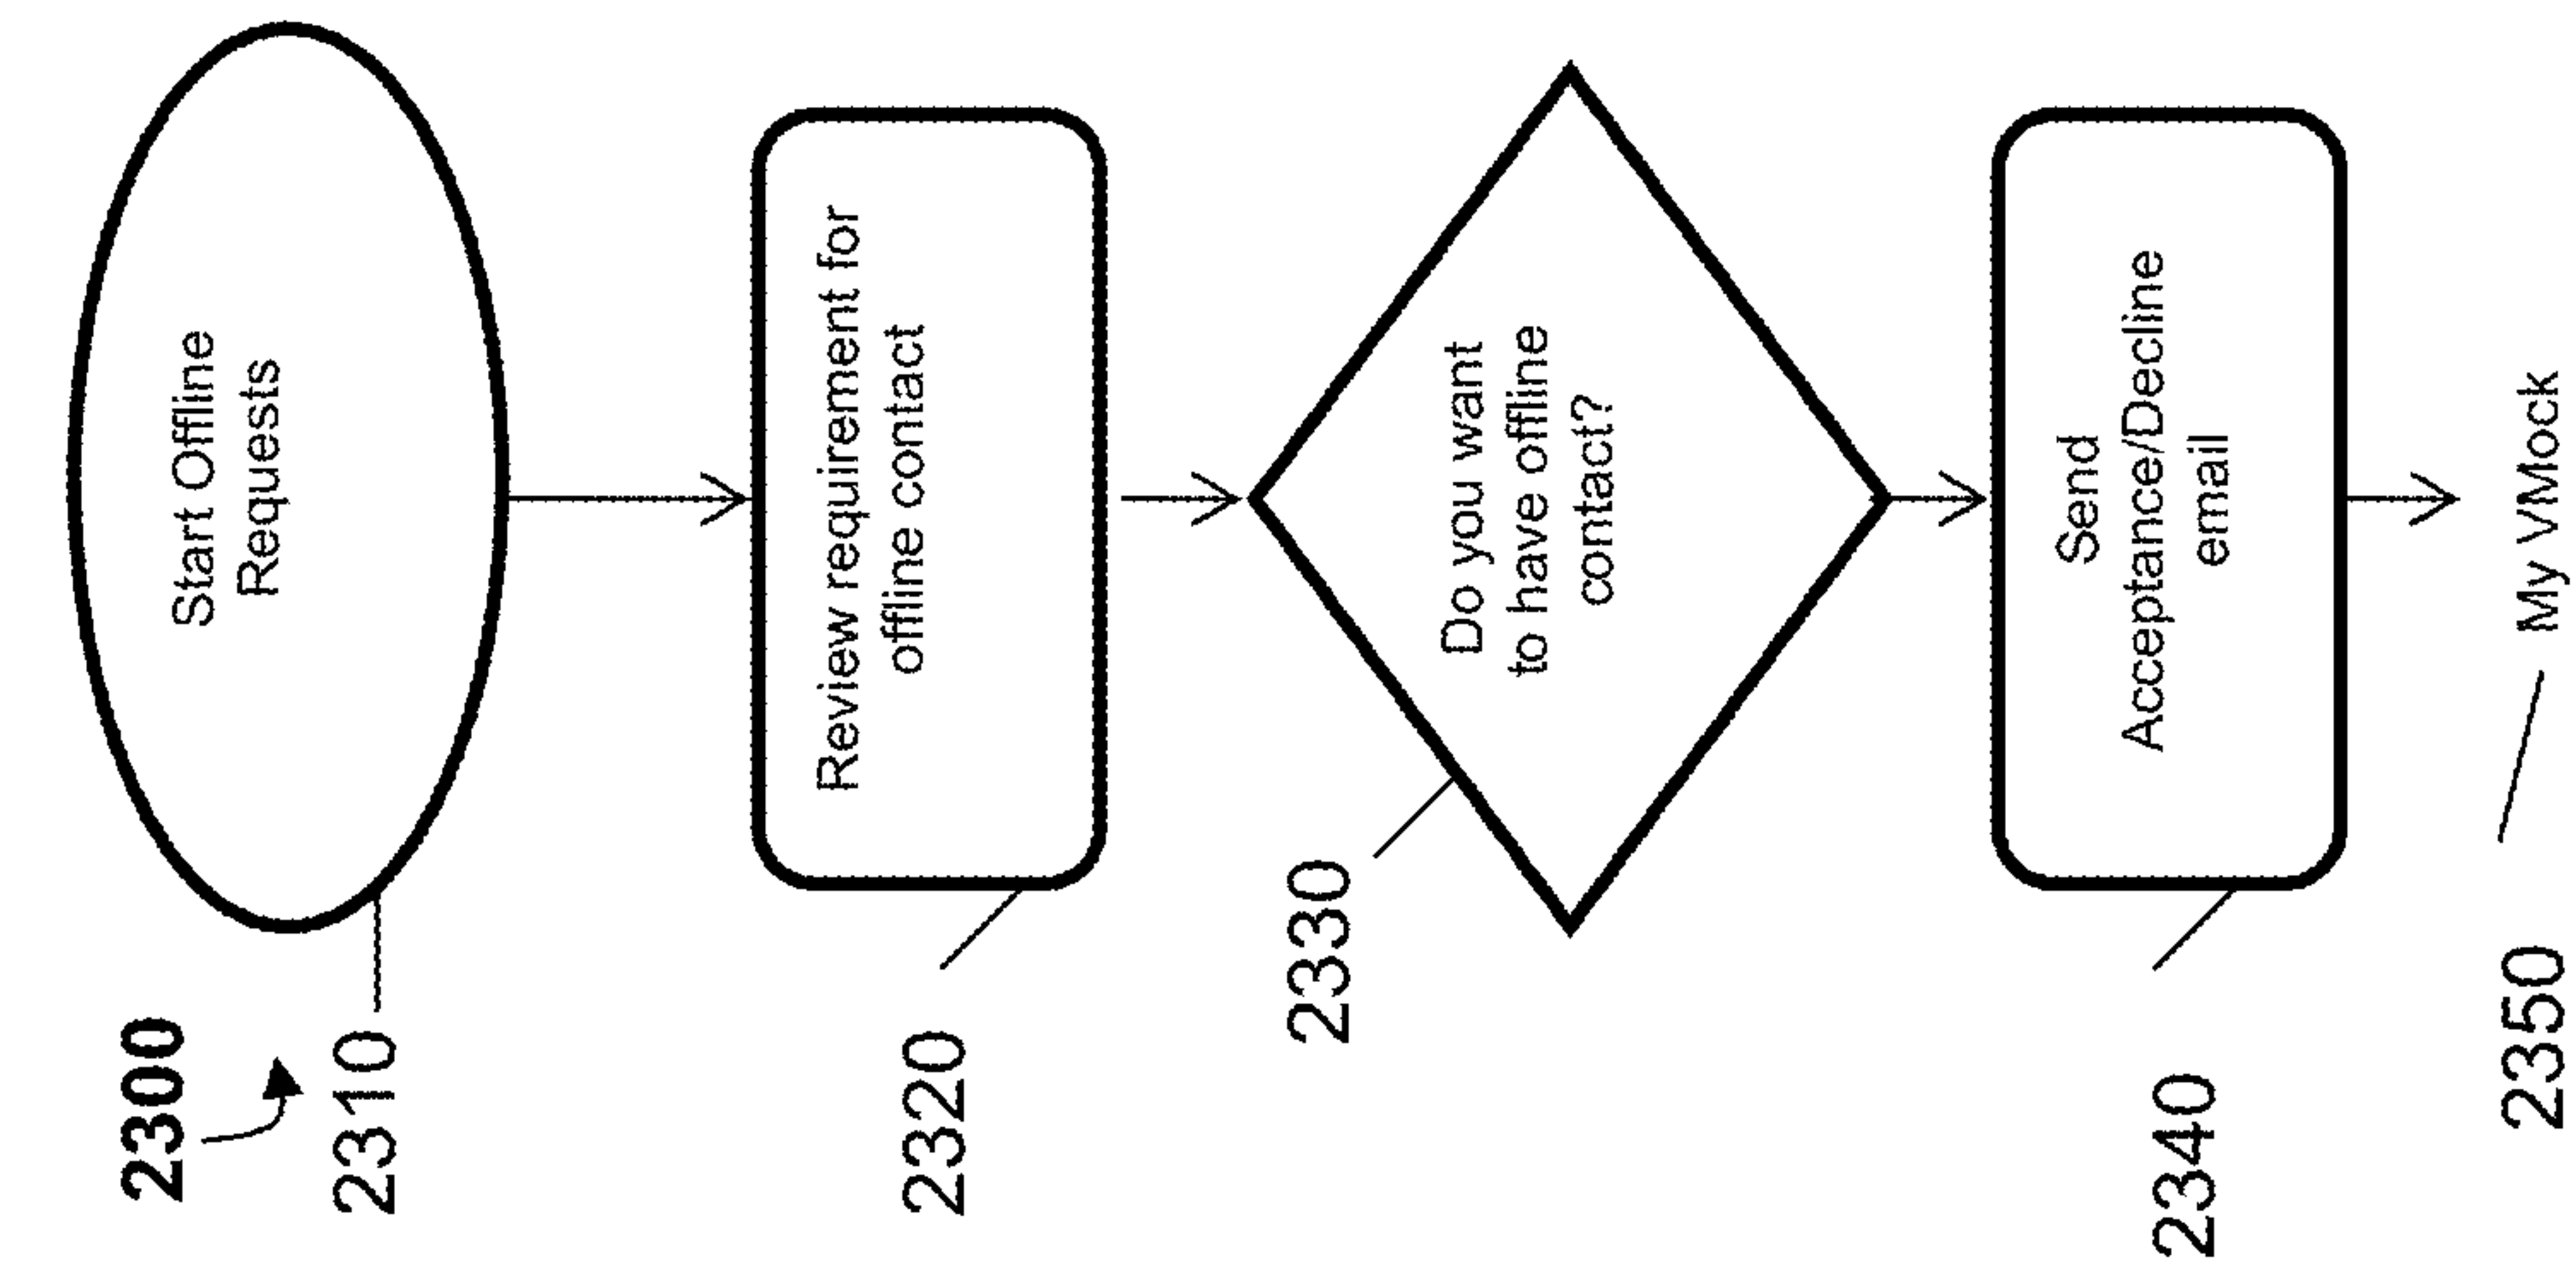 2300
2310
Start Offline
Requests
2320
Review requirement for
offline contact
2330
Do you want
to have offline
contact?
2340
Send
Acceptance/Decline
email
2350
My VMock